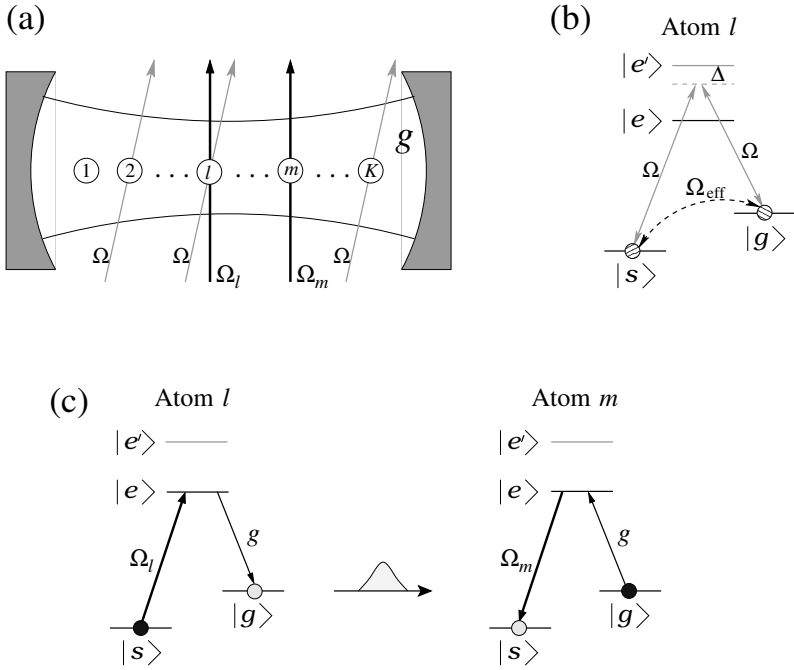 (a)
g
1 2 . . . l . . . m . . . K
Ω Ω Ω_l Ω_m Ω
(b)
Atom l
|e′⟩ Δ
|e⟩
Ω Ω
Ω_eff
|g⟩
|s⟩
(c)
Atom l
|e′⟩
|e⟩
Ω_l g
|g⟩
|s⟩
Atom m
|e′⟩
|e⟩
Ω_m g
|g⟩
|s⟩